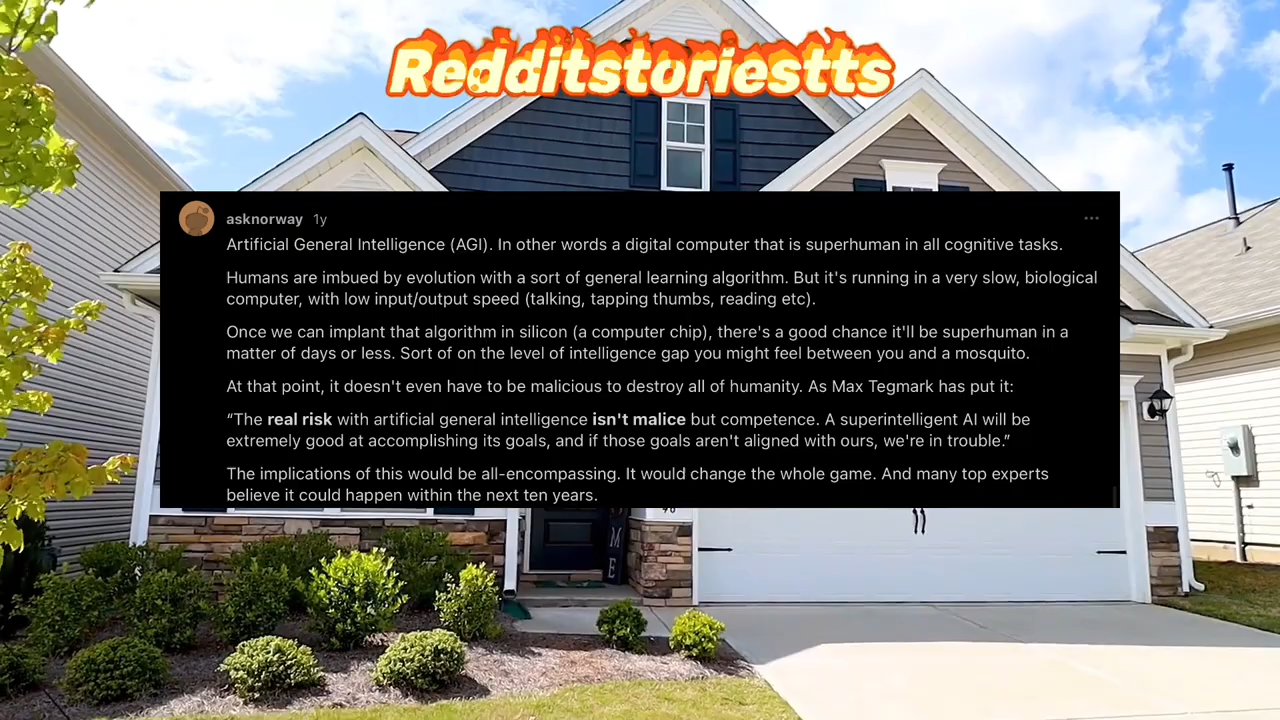 Redditstoriestts
asknorway 1y
Artificial General Intelligence (AGI). In other words a digital computer that is superhuman in all cognitive tasks.
Humans are imbued by evolution with a sort of general learning algorithm. But it's running in a very slow, biological
computer, with low input/output speed (talking, tapping thumbs, reading etc).
Once we can implant that algorithm in silicon (a computer chip), there's a good chance it'll be superhuman in a
matter of days or less. Sort of on the level of intelligence gap you might feel between you and a mosquito.
At that point, it doesn't even have to be malicious to destroy all of humanity. As Max Tegmark has put it:
“The real risk with artificial general intelligence isn't malice but competence. A superintelligent AI will be
extremely good at accomplishing its goals, and if those goals aren't aligned with ours, we're in trouble.”
The implications of this would be all-encompassing. It would change the whole game. And many top experts
believe it could happen within the next ten years.